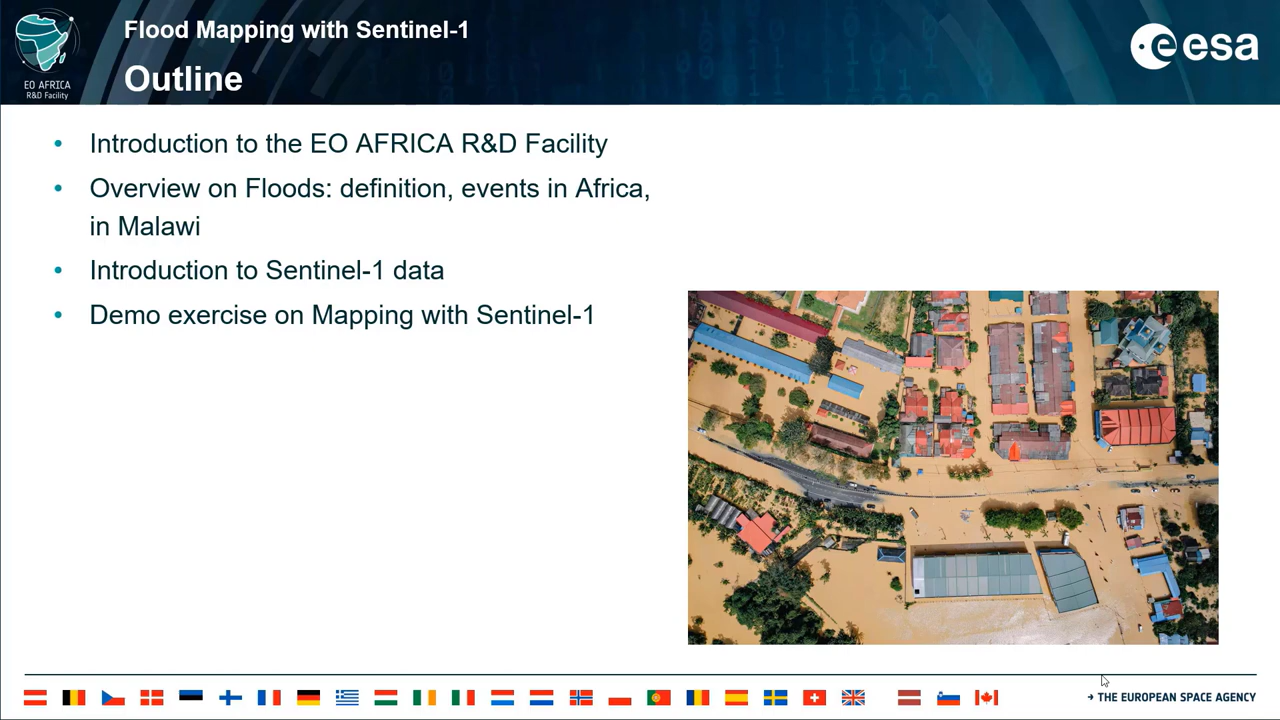 Flood Mapping with Sentinel-1
Outline
EO AFRICA
R&D Facility
esa
• Introduction to the EO AFRICA R&D Facility
• Overview on Floods: definition, events in Africa,
in Malawi
• Introduction to Sentinel-1 data
• Demo exercise on Mapping with Sentinel-1
→ THE EUROPEAN SPACE AGENCY